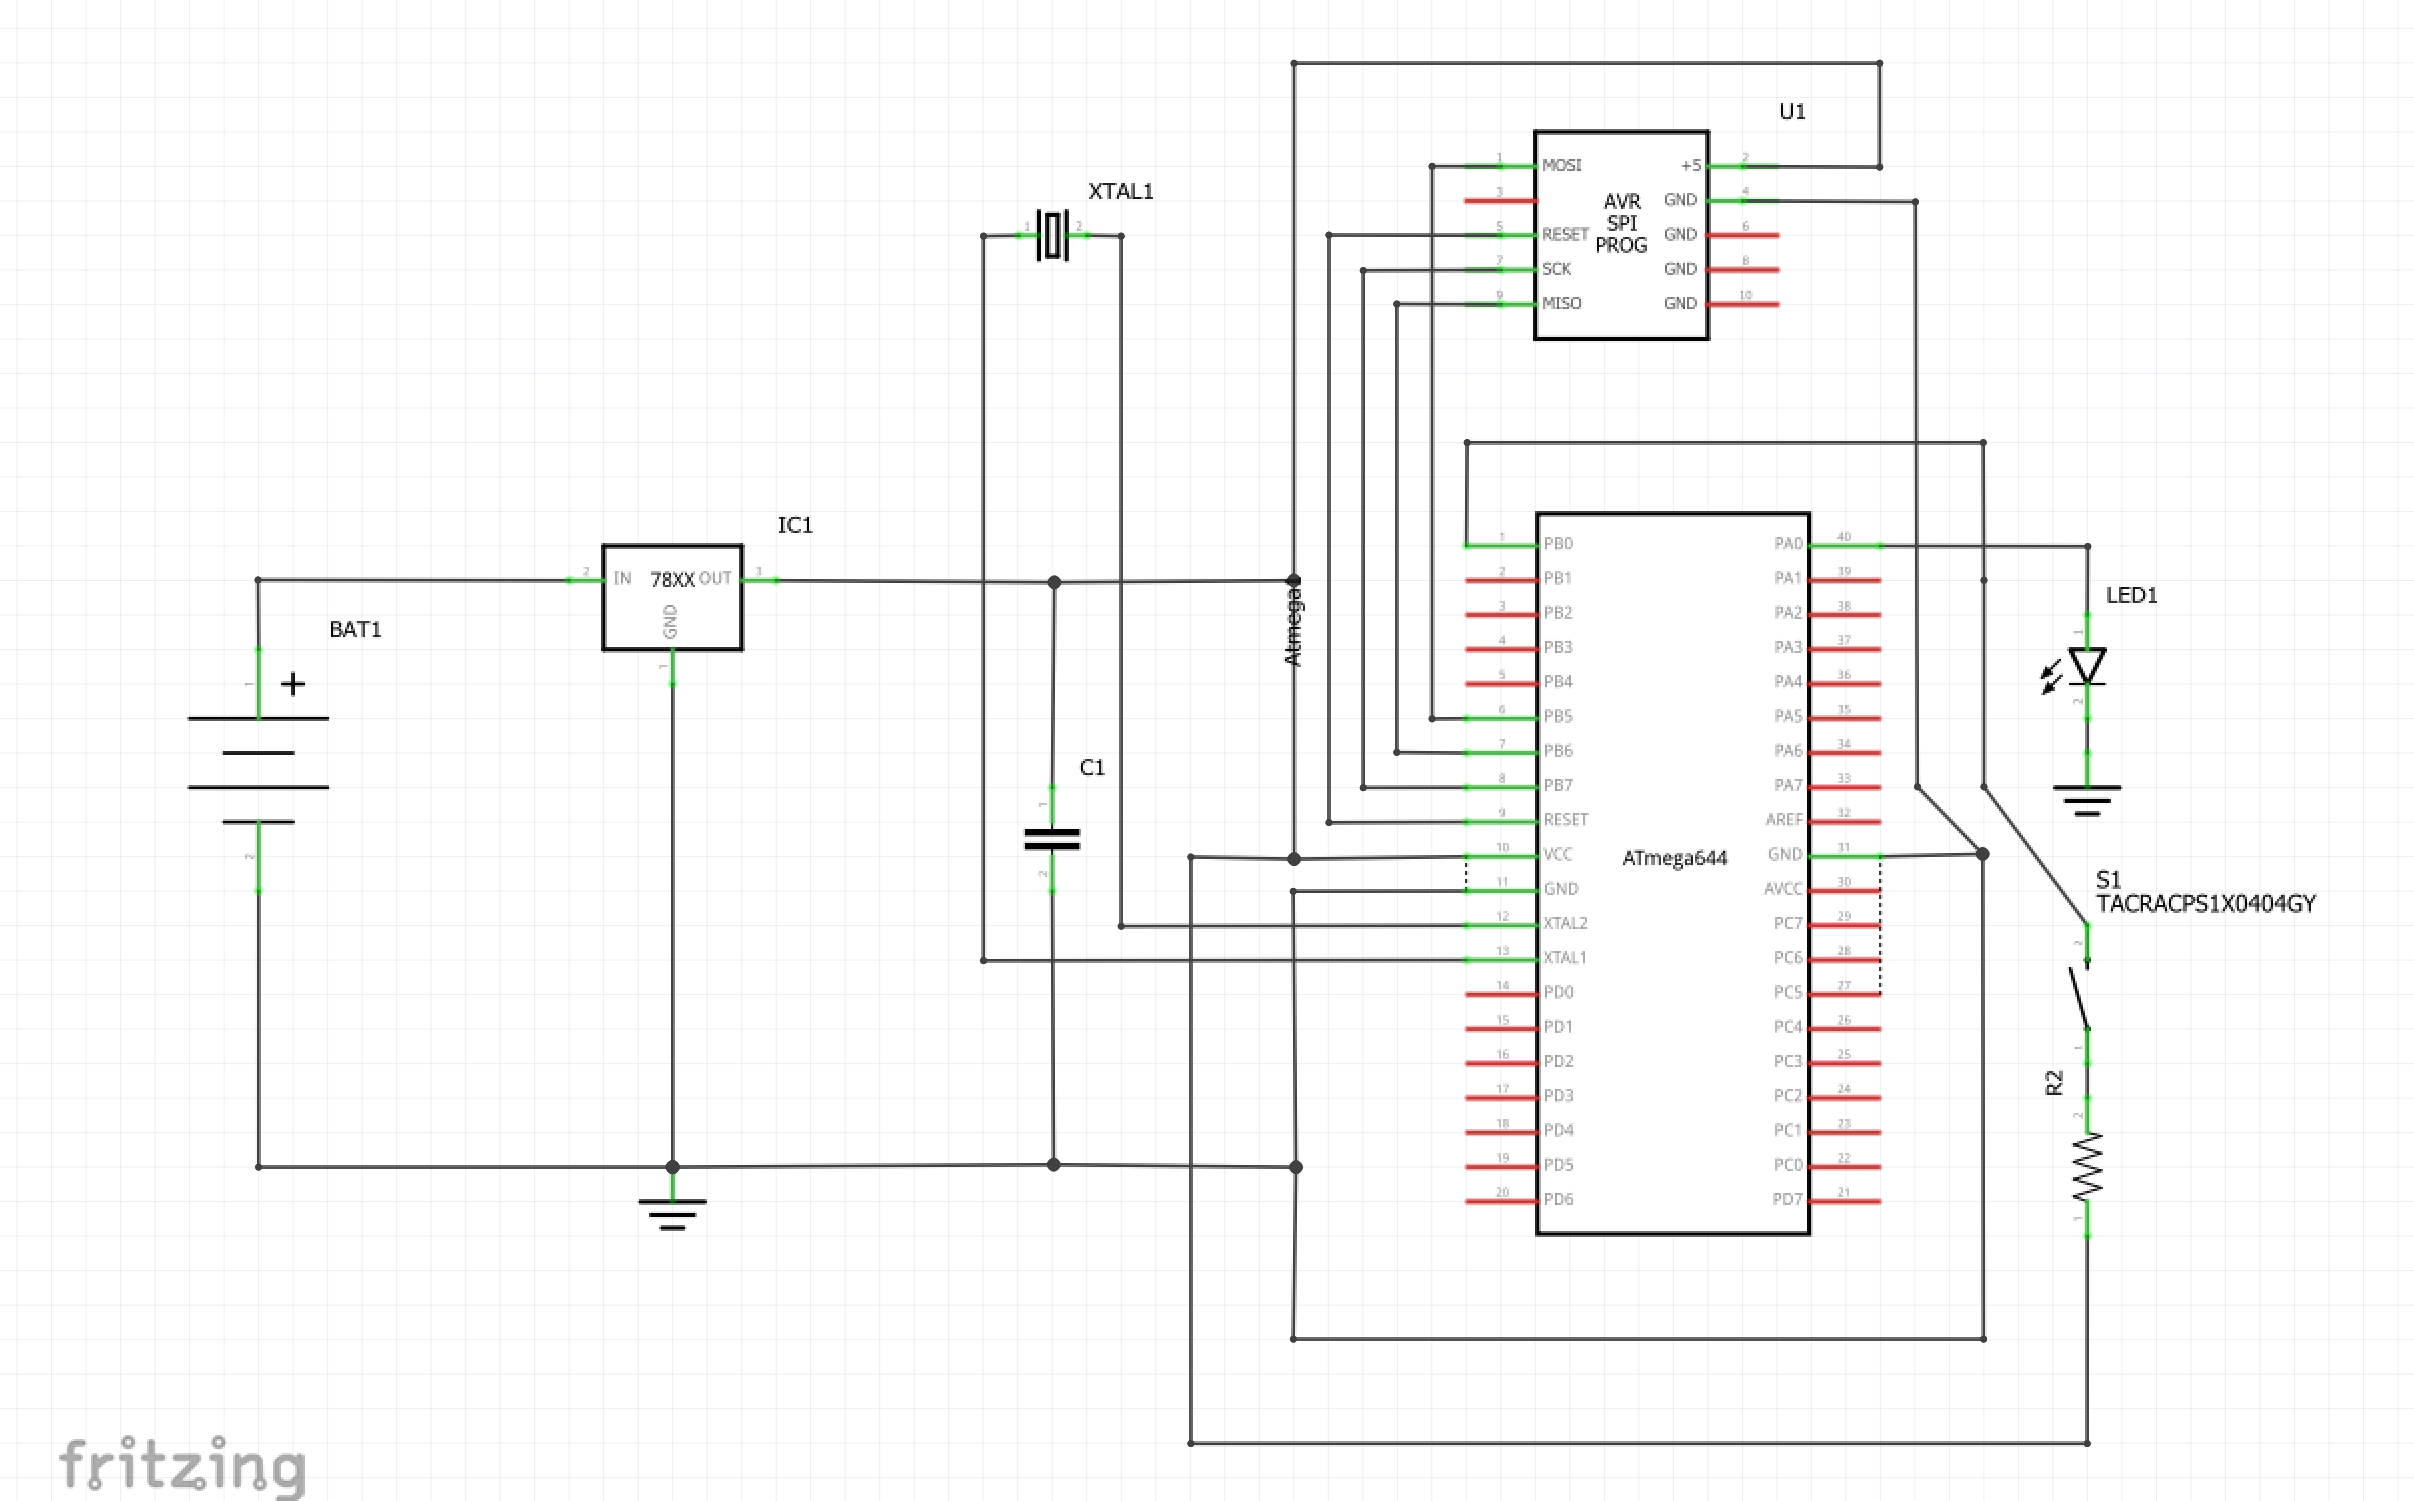 U1
1 MOSI +5 2
3 AVR GND 4
SPI
5 RESET PROG GND 6
7 SCK GND 8
9 MISO GND 10
XTAL1
1 2
IC1
2 IN 78XX OUT 3
GND
1
BAT1
1 +
2
C1
1
2
Atmega
1 PB0 PA0 40
2 PB1 PA1 39
3 PB2 PA2 38
4 PB3 PA3 37
5 PB4 PA4 36
6 PB5 PA5 35
7 PB6 PA6 34
8 PB7 PA7 33
9 RESET AREF 32
10 VCC ATmega644 GND 31
11 GND AVCC 30
12 XTAL2 PC7 29
13 XTAL1 PC6 28
14 PD0 PC5 27
15 PD1 PC4 26
16 PD2 PC3 25
17 PD3 PC2 24
18 PD4 PC1 23
19 PD5 PC0 22
20 PD6 PD7 21
LED1
1
2
S1
TACRACPS1X0404GY
2
1
R2
2
1
fritzing